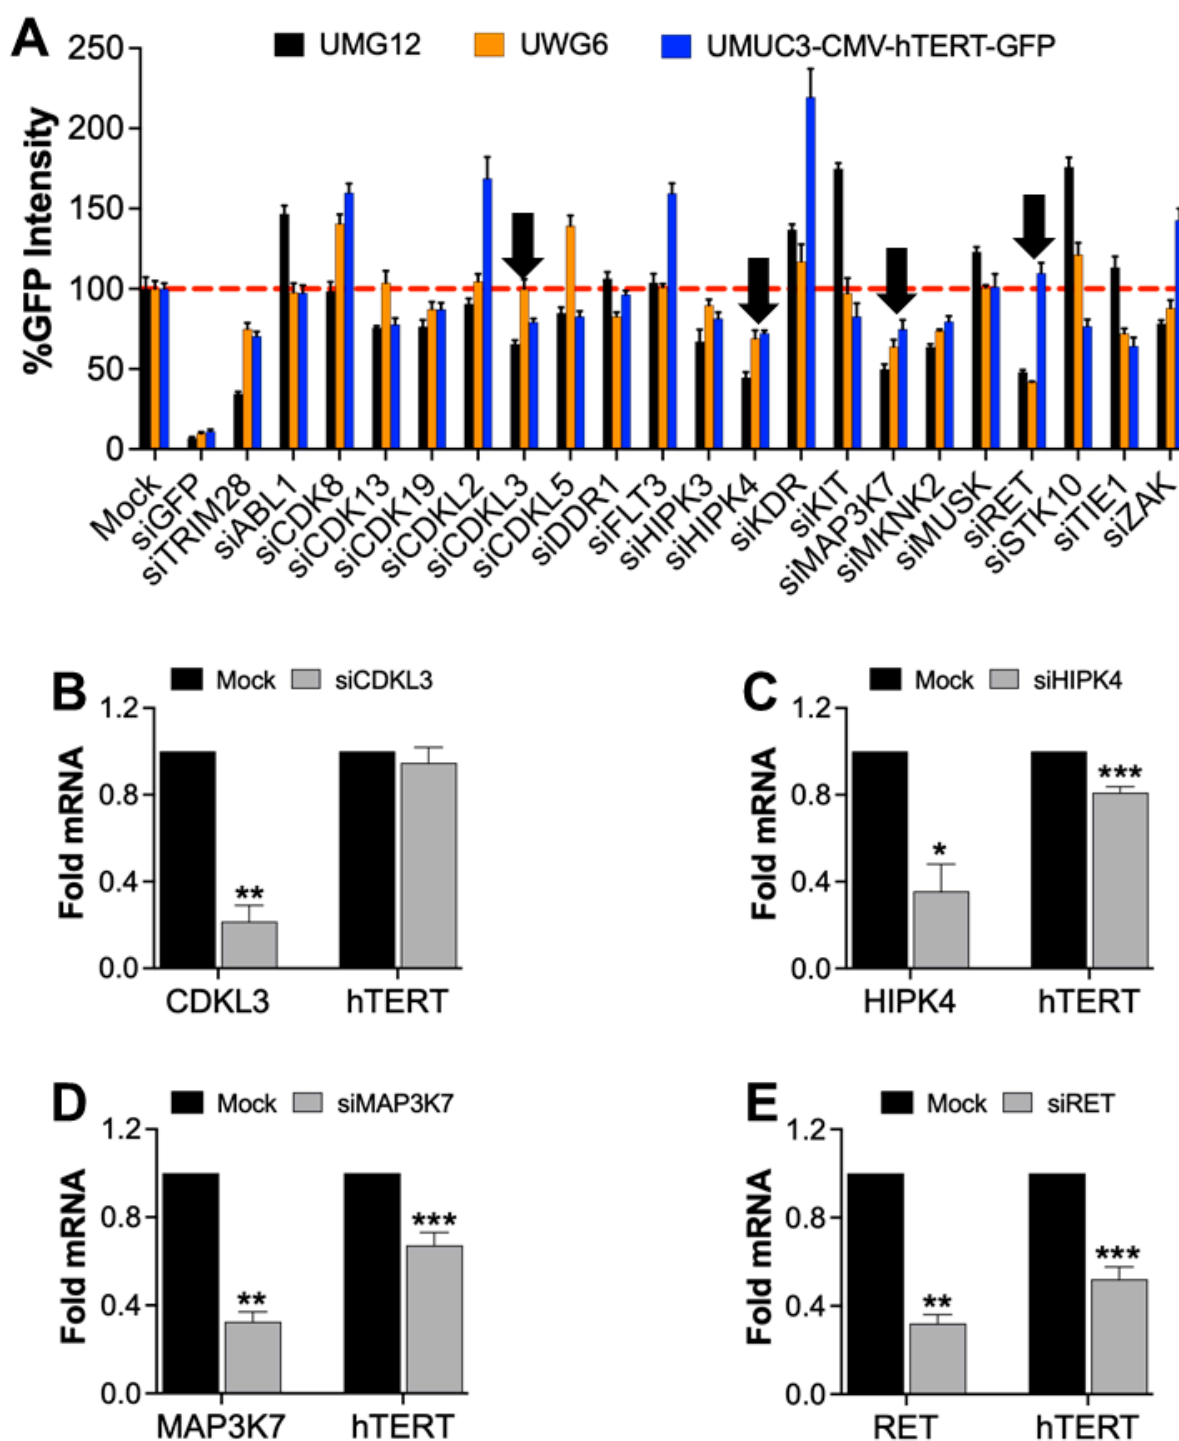 A
UMG12 UWG6 UMUC3-CMV-hTERT-GFP
%GFP Intensity
250
200
150
100
50
0
Mock siGFP siTRIM28 siABL1 siCDK8 siCDK13 siCDK19 siCDKL2 siCDKL3 siCDKL5 siDDR1 siFLT3 siHIPK3 siHIPK4 siKDR siKIT siMAP3K7 siMKNK2 siMUSK siRET siSTK10 siTIE1 siZAK
B
Mock siCDKL3
Fold mRNA
1.2
0.8
0.4
0.0
**
CDKL3 hTERT
C
Mock siHIPK4
Fold mRNA
1.2
0.8
0.4
0.0
*
***
HIPK4 hTERT
D
Mock siMAP3K7
Fold mRNA
1.2
0.8
0.4
0.0
**
***
MAP3K7 hTERT
E
Mock siRET
Fold mRNA
1.2
0.8
0.4
0.0
**
***
RET hTERT